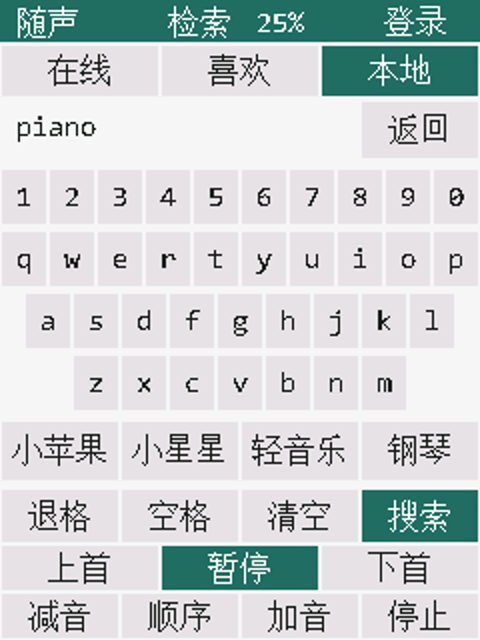 随声 检索 25% 登录
在线 喜欢 本地
piano 返回
1 2 3 4 5 6 7 8 9 0
q w e r t y u i o p
a s d f g h j k l
z x c v b n m
小苹果 小星星 轻音乐 钢琴
退格 空格 清空 搜索
上首 暂停 下首
减音 顺序 加音 停止